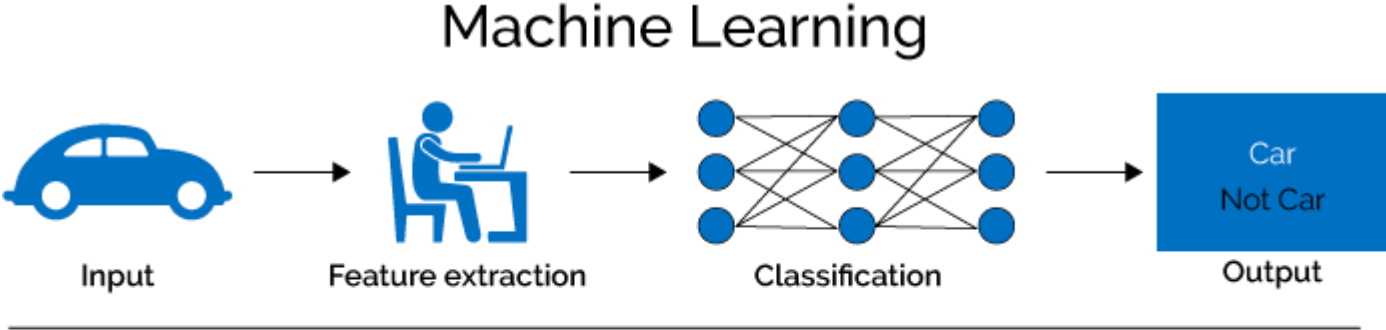 Machine Learning
Car
Not Car
Input
Feature extraction
Classification
Output